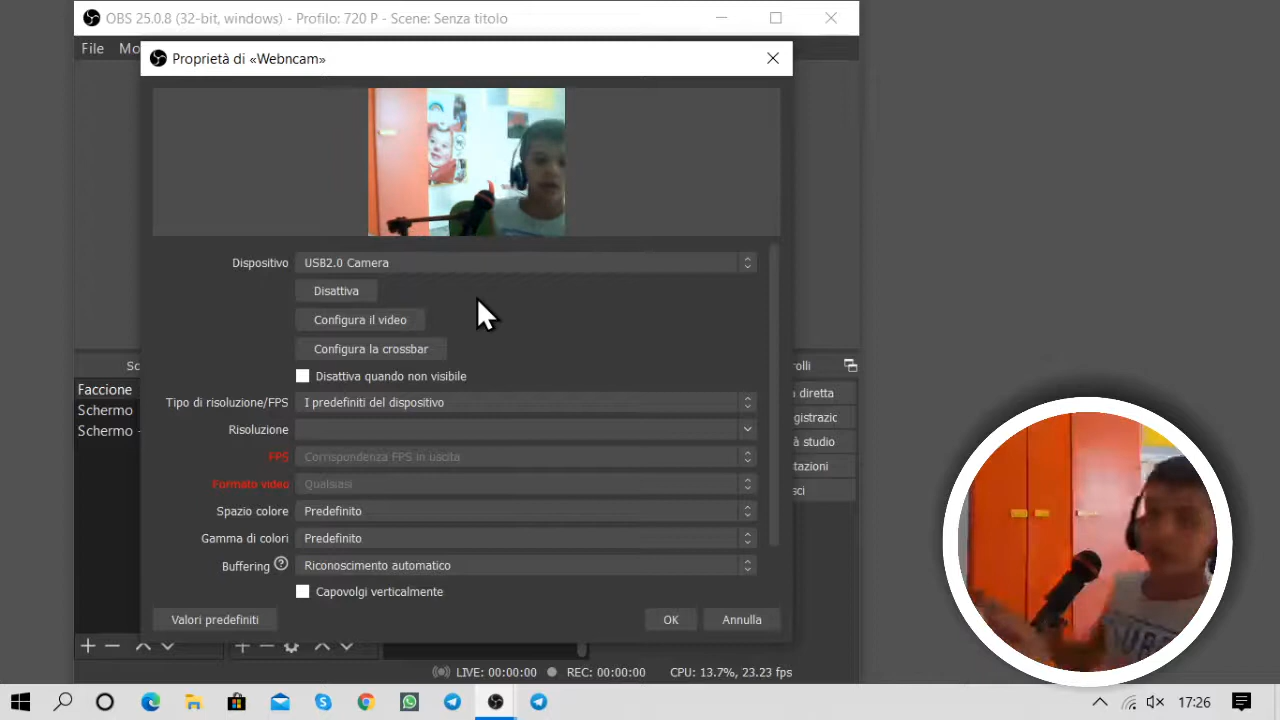 OBS 25.0.8 (32-bit, windows) - Profilo: 720 P - Scene: Senza titolo
File Mo
Proprietà di «Webncam»
Dispositivo USB2.0 Camera
Disattiva
Configura il video
Configura la crossbar
Disattiva quando non visibile
Tipo di risoluzione/FPS I predefiniti del dispositivo
Risoluzione
FPS Corrispondenza FPS in uscita
Formato video Qualsiasi
Spazio colore Predefinito
Gamma di colori Predefinito
Buffering ? Riconoscimento automatico
Capovolgi verticalmente
Valori predefiniti OK Annulla
Sc
Faccione
Schermo
Schermo -
olli
diretta
gistrazic
à studio
tazioni
sci
LIVE: 00:00:00 REC: 00:00:00 CPU: 13.7%, 23.23 fps
17:26